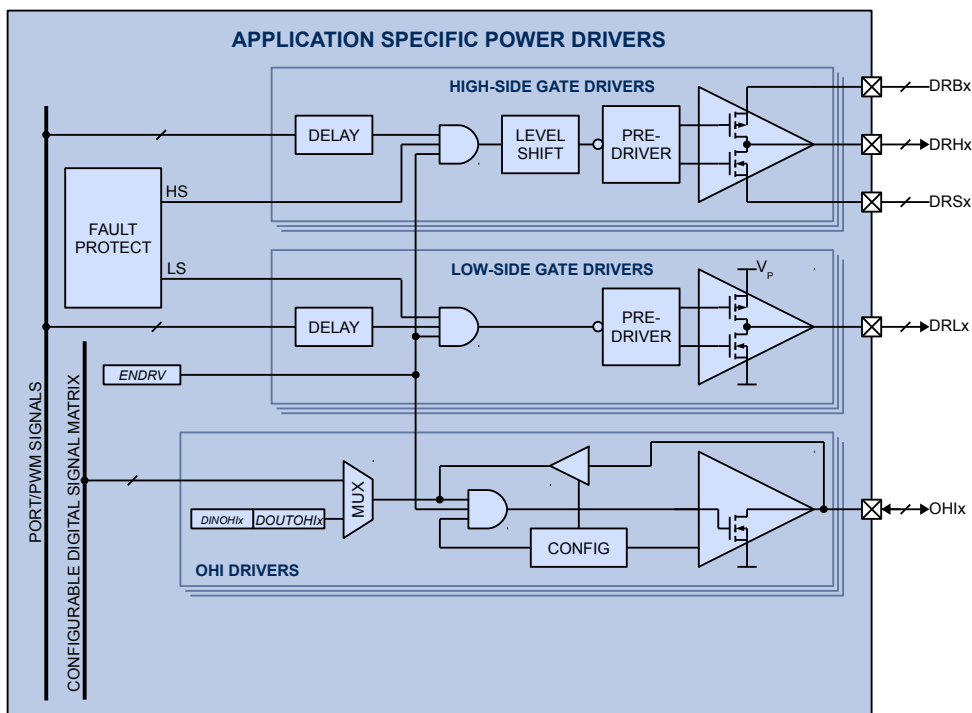 APPLICATION SPECIFIC POWER DRIVERS
HIGH-SIDE GATE DRIVERS
DRBx
DELAY
LEVEL
SHIFT
PRE-
DRIVER
DRHx
HS
DRSx
FAULT
PROTECT
LS
LOW-SIDE GATE DRIVERS
VP
DELAY
PRE-
DRIVER
DRLx
ENDRV
PORT/PWM SIGNALS
CONFIGURABLE DIGITAL SIGNAL MATRIX
MUX
DINOHIx
DOUTOHIx
CONFIG
OHIx
OHI DRIVERS